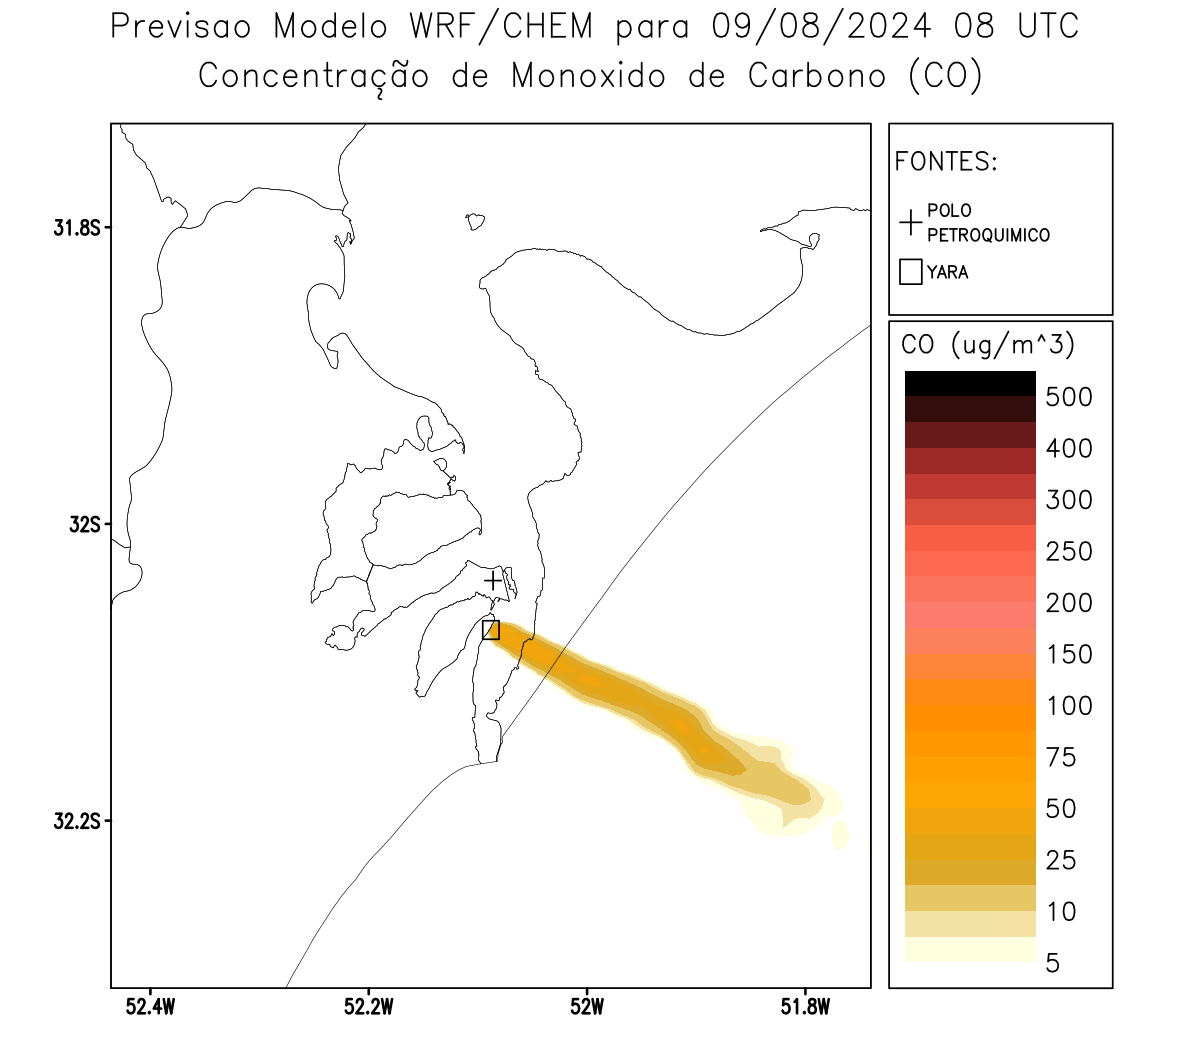 Previsao Modelo WRF/CHEM para 09/08/2024 08 UTC
Concentração de Monoxido de Carbono (CO)
FONTES:
POLO
PETROQUIMICO
YARA
CO (ug/m^3)
500
400
300
250
200
150
100
75
50
25
10
5
31.8S
32S
32.2S
52.4W
52.2W
52W
51.8W